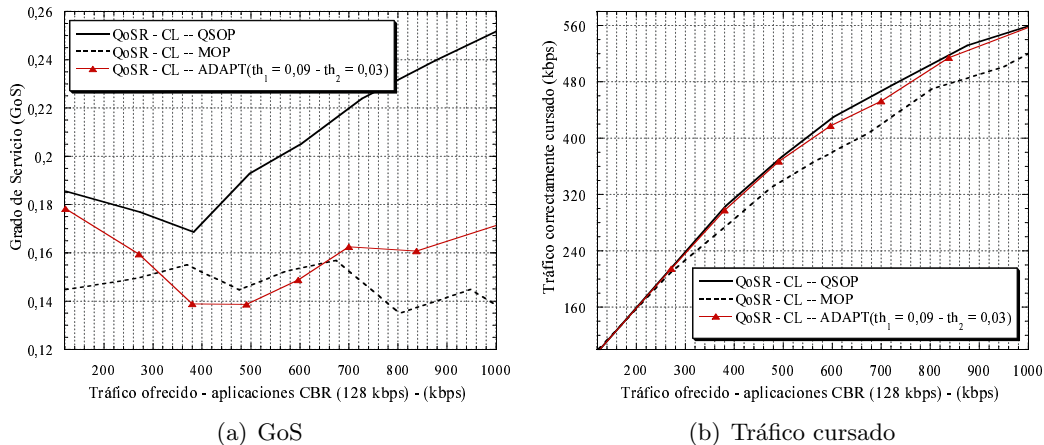 QoSR - CL -- QSOP
QoSR - CL -- MOP
QoSR - CL -- ADAPT(th1 = 0,09 - th2 = 0,03)
Grado de Servicio (GoS)
0,26
0,24
0,22
0,2
0,18
0,16
0,14
0,12
200 300 400 500 600 700 800 900 1000
Tráfico ofrecido - aplicaciones CBR (128 kbps) - (kbps)
(a) GoS
Tráfico correctamente cursado (kbps)
560
480
400
320
240
160
QoSR - CL -- QSOP
QoSR - CL -- MOP
QoSR - CL -- ADAPT(th1 = 0,09 - th2 = 0,03)
200 300 400 500 600 700 800 900 1000
Tráfico ofrecido - aplicaciones CBR (128 kbps) - (kbps)
(b) Tráfico cursado